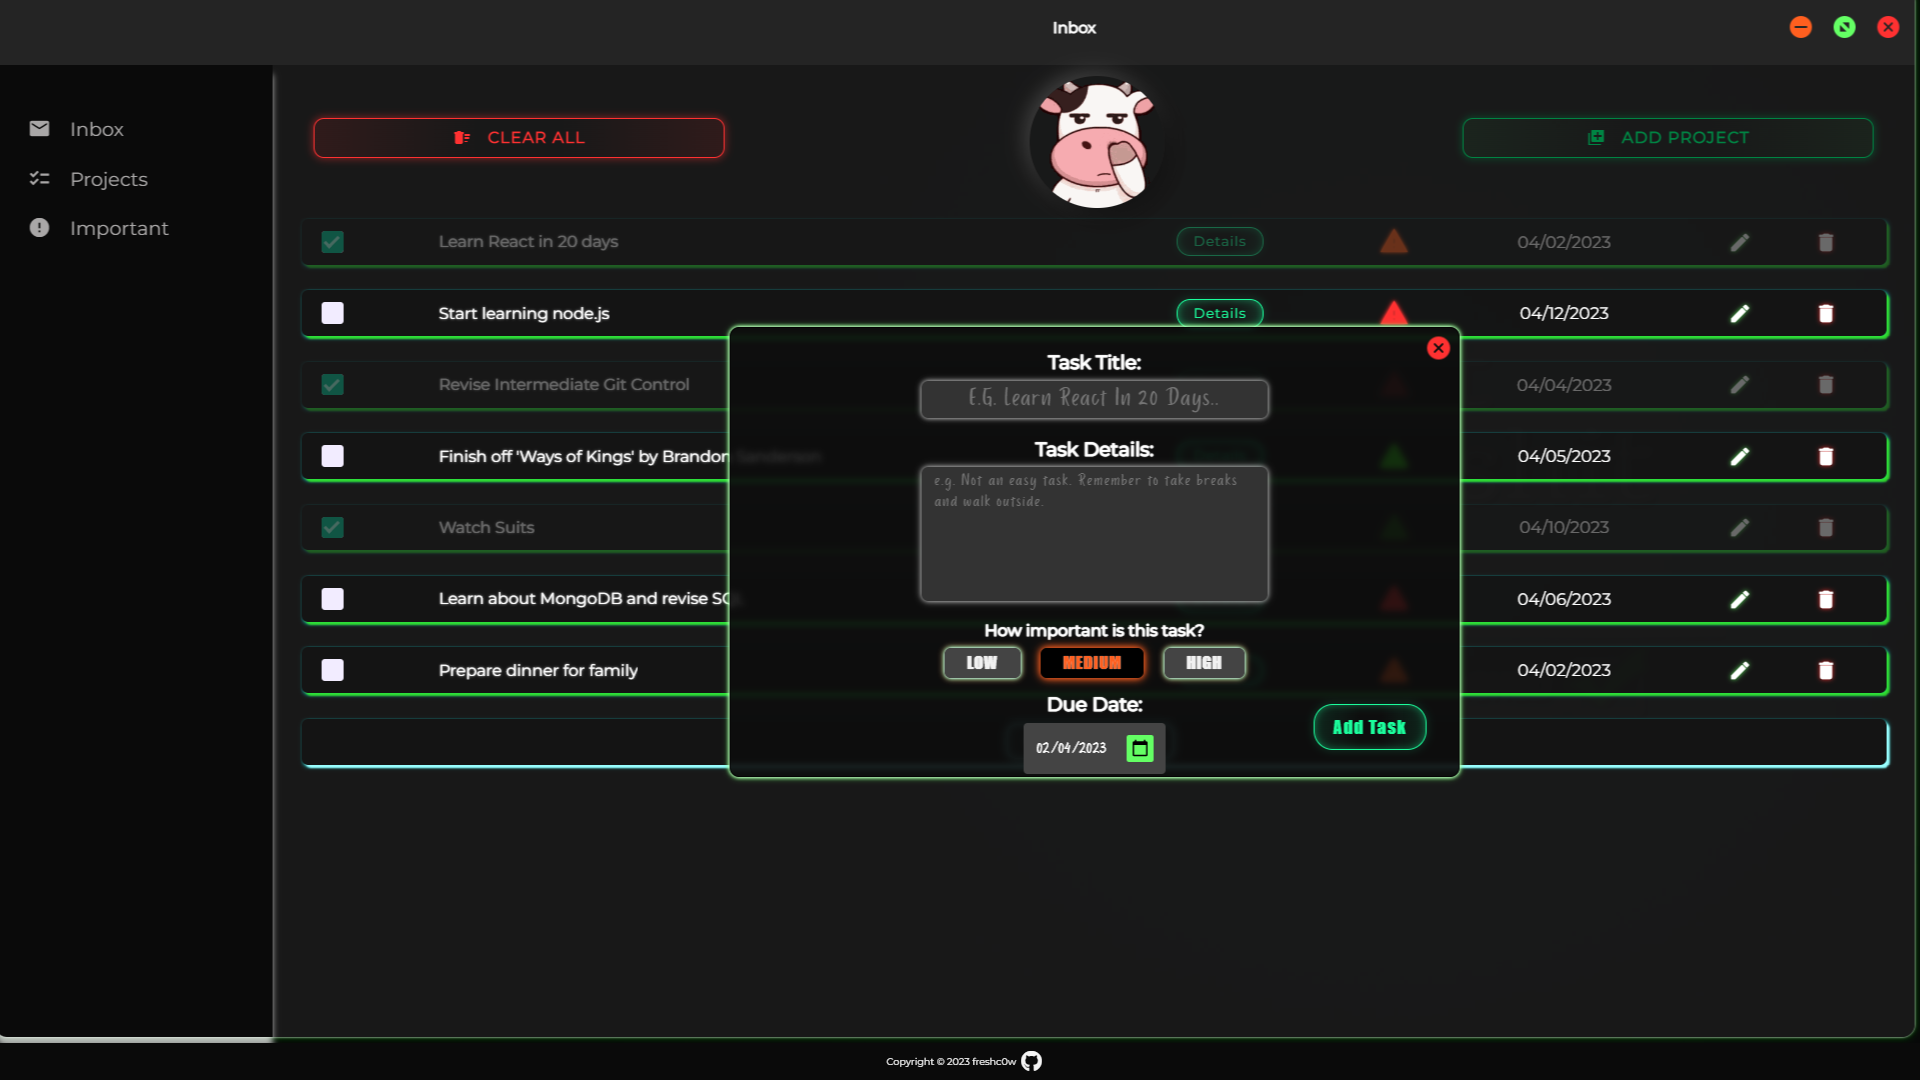 Inbox
Inbox
Projects
Important
CLEAR ALL
ADD PROJECT
Learn React in 20 days
Details
04/02/2023
Start learning node.js
Details
04/12/2023
Revise Intermediate Git Control
04/04/2023
Finish off 'Ways of Kings' by Brandon Sanderson
04/05/2023
Watch Suits
04/10/2023
Learn about MongoDB and revise
04/06/2023
Prepare dinner for family
04/02/2023
Task Title:
E.G. Learn React In 20 Days..
Task Details:
e.g. Not an easy task. Remember to take breaks
and walk outside.
How important is this task?
LOW
MEDIUM
HIGH
Due Date:
02/04/2023
Add Task
Copyright © 2023 freshc0w